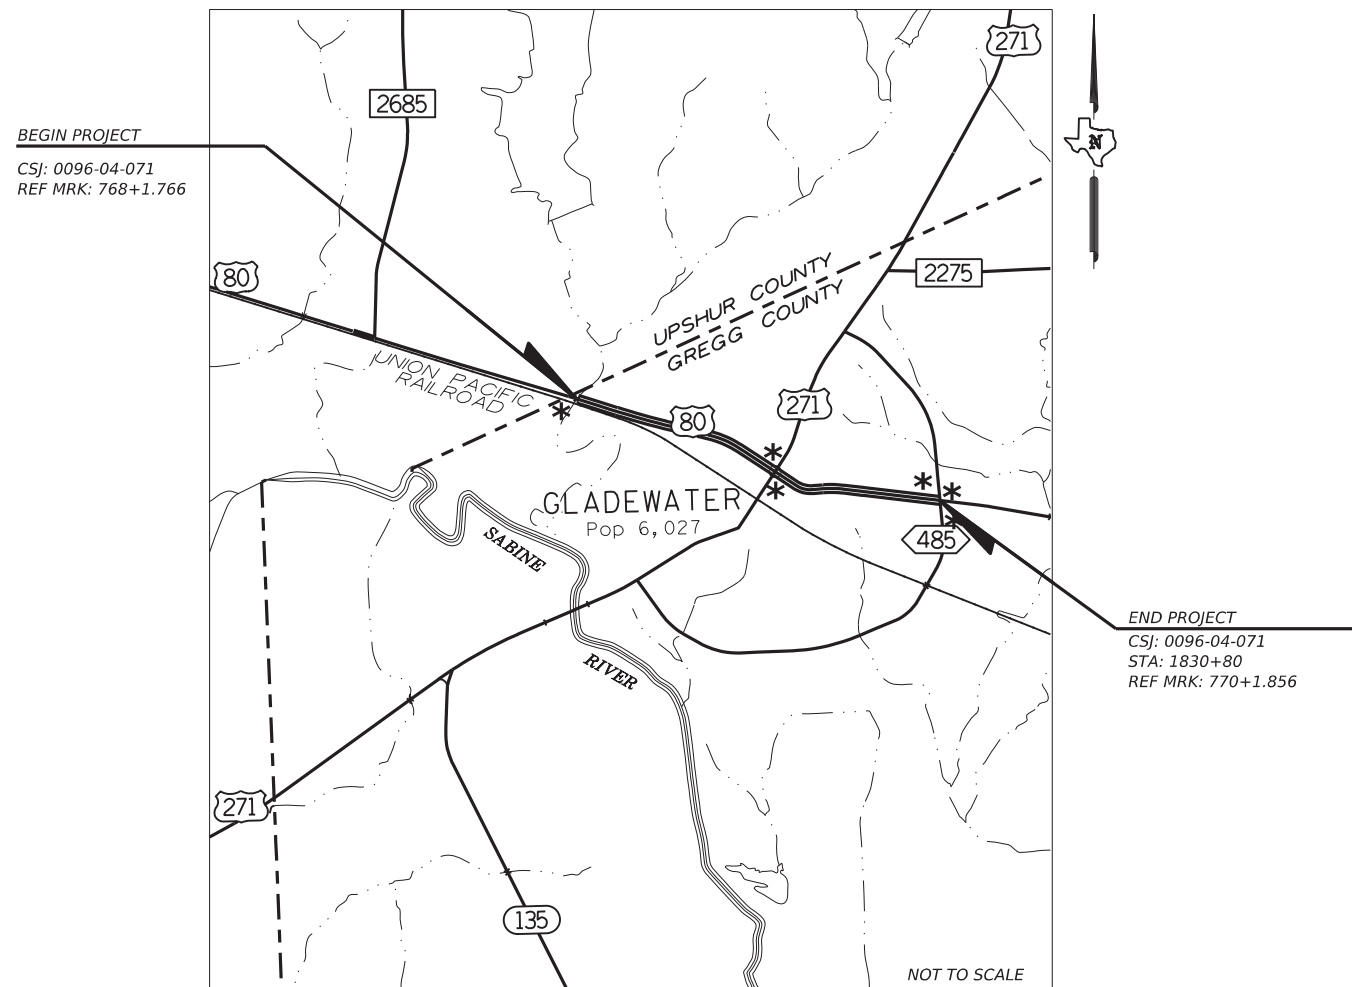 271
2685
BEGIN PROJECT
CSJ: 0096-04-071
REF MRK: 768+1.766
N
80
2275
UPSHUR COUNTY
GREGG COUNTY
UNION PACIFIC
RAILROAD
271
80
GLADEWATER
Pop 6,027
485
SABINE
RIVER
END PROJECT
CSJ: 0096-04-071
STA: 1830+80
REF MRK: 770+1.856
271
135
NOT TO SCALE